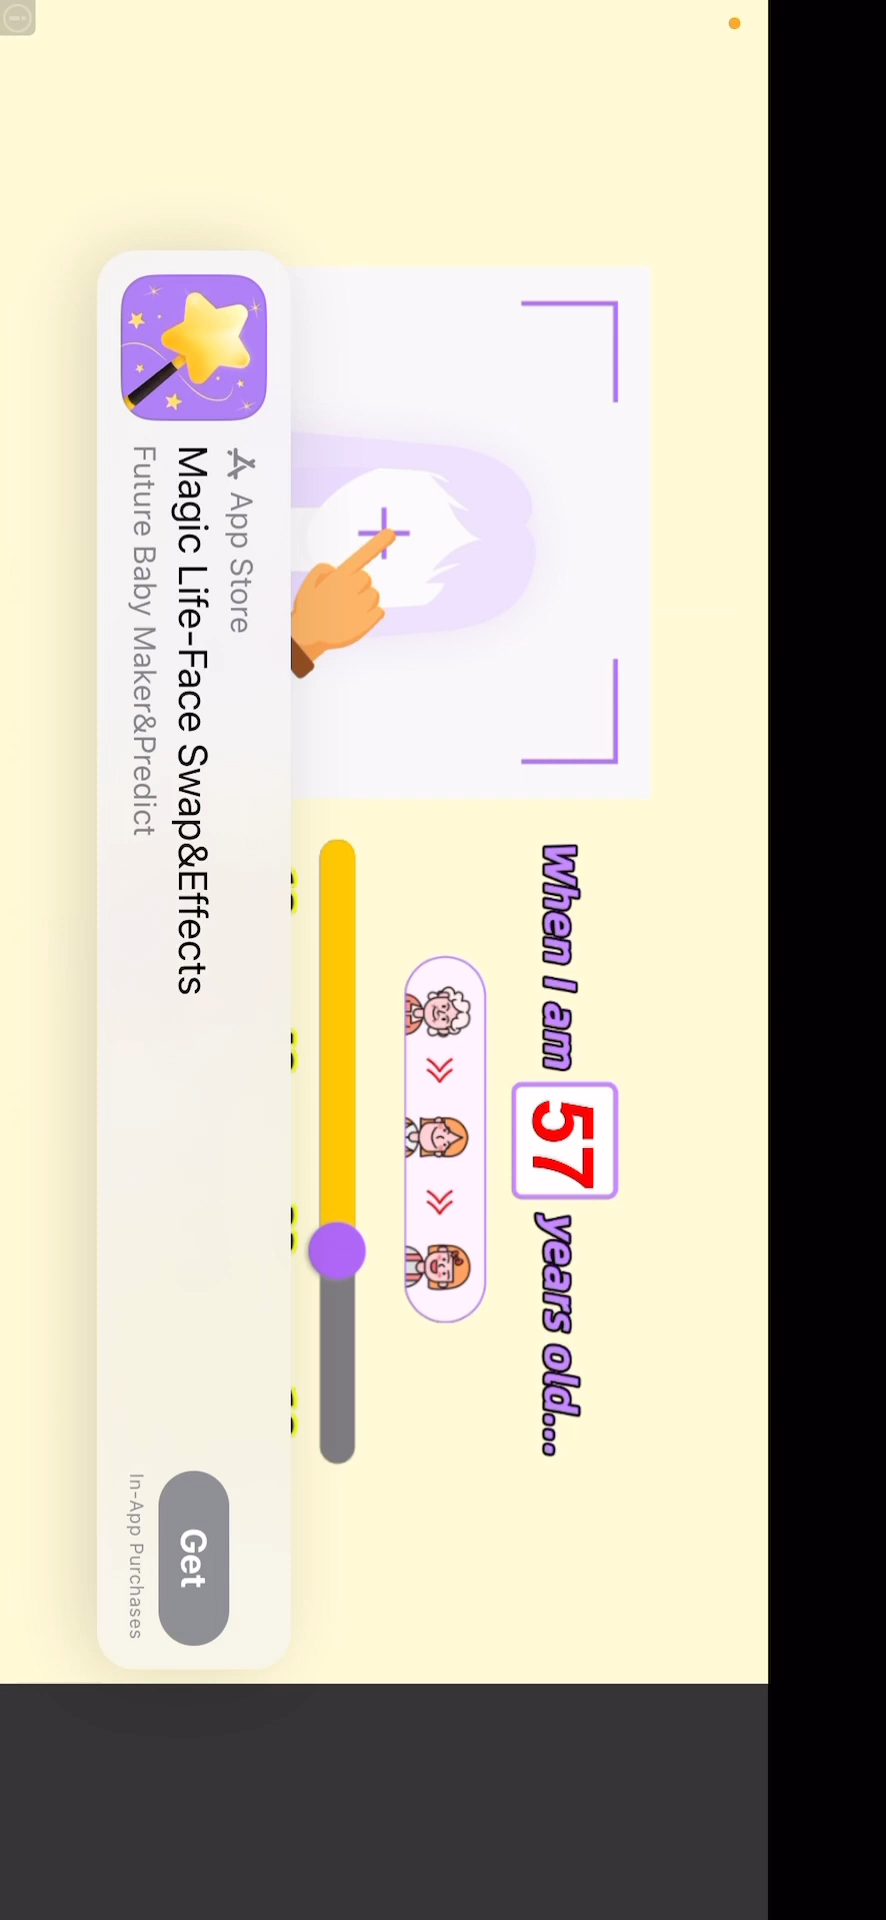 When I am 57 years old...
App Store
Magic Life-Face Swap&Effects
Future Baby Maker&Predict
Get
In-App Purchases